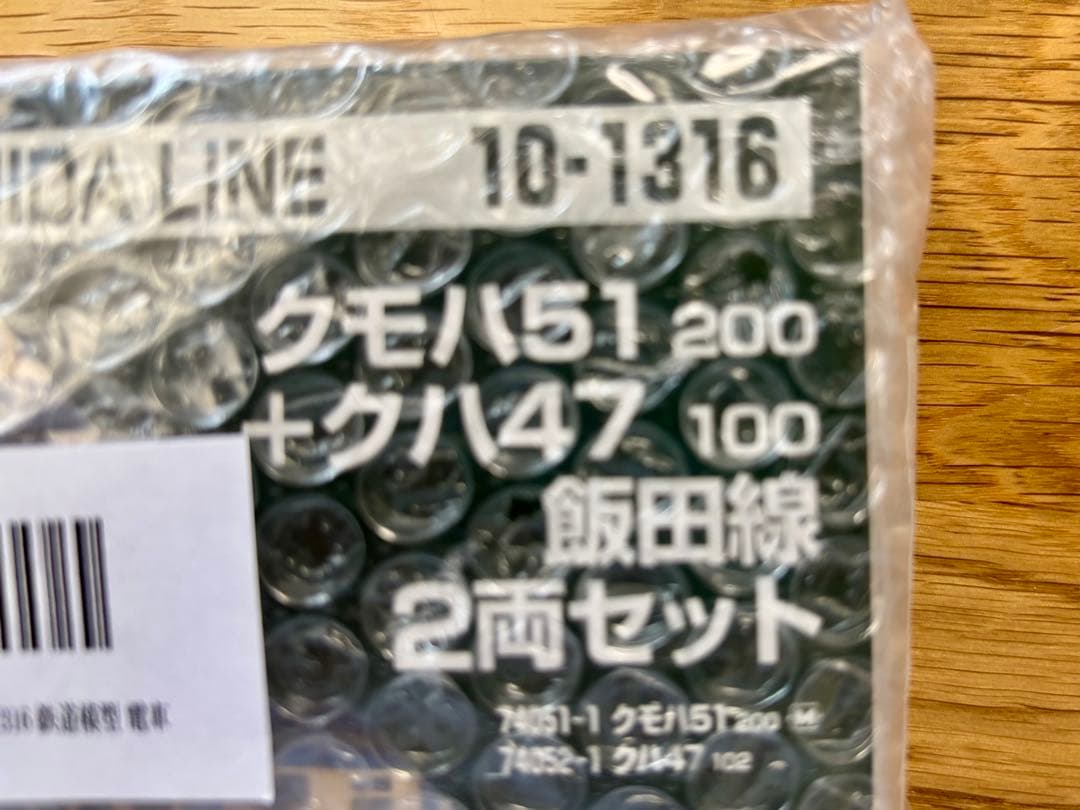 IIDA LINE 10-1316
クモハ51 200
+クハ47 100
飯田線
2両セット
74051-1 クモハ51 200 M
74052-1 クハ47 102
316 鉄道模型 電車